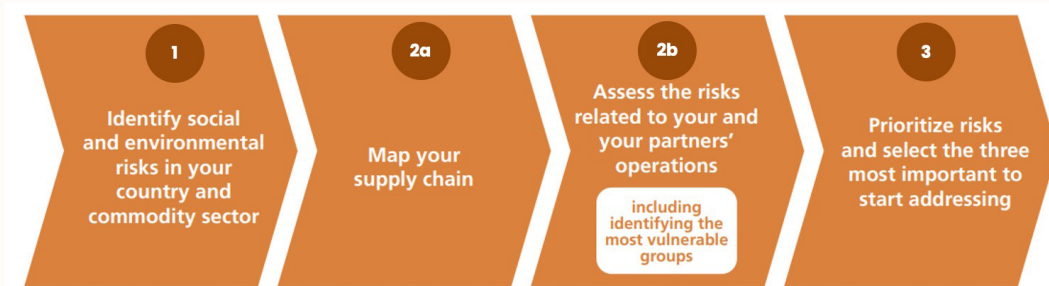 1
Identify social
and environmental
risks in your
country and
commodity sector
2a
Map your
supply chain
2b
Assess the risks
related to your and
your partners'
operations
including
identifying the
most vulnerable
groups
3
Prioritize risks
and select the three
most important to
start addressing